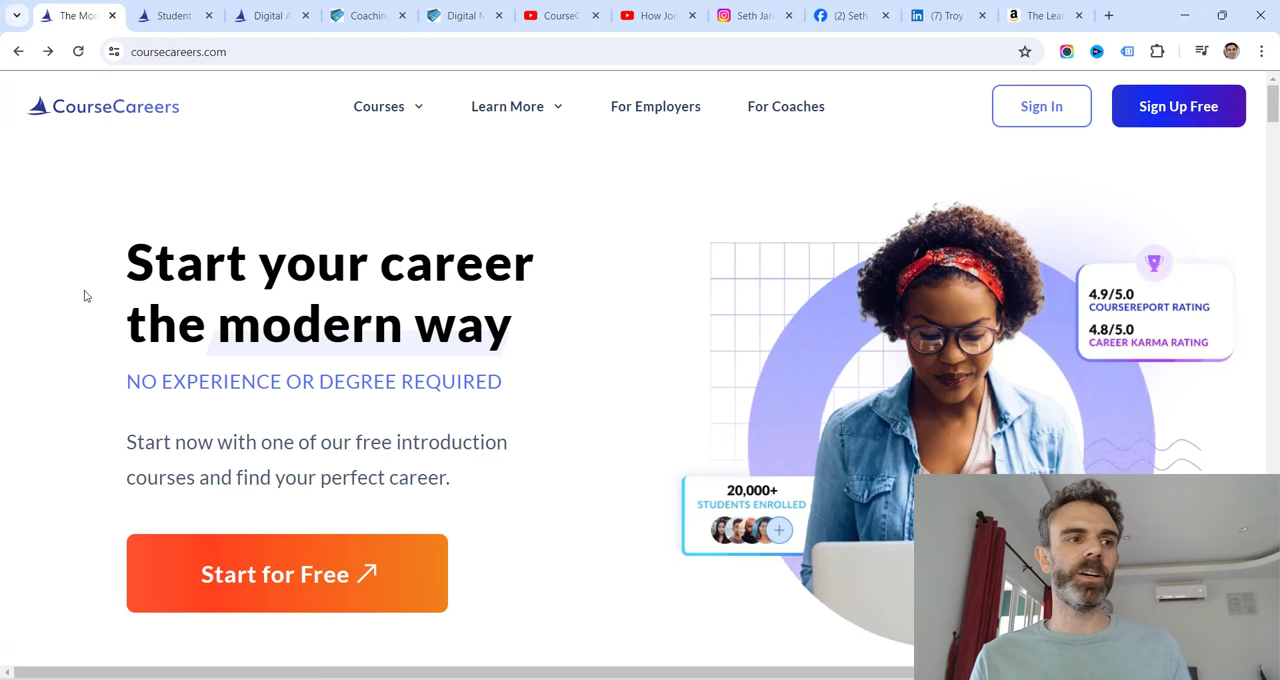 The Mo
Student
Digital A
Coachin
Digital M
CourseC
How Jon
Seth Jan
(2) Seth
(7) Troy
The Lea
coursecareers.com
CourseCareers
Courses
Learn More
For Employers
For Coaches
Sign In
Sign Up Free
Start your career
the modern way
NO EXPERIENCE OR DEGREE REQUIRED
Start now with one of our free introduction
courses and find your perfect career.
Start for Free
4.9/5.0
COURSEREPORT RATING
4.8/5.0
CAREER KARMA RATING
20,000+
STUDENTS ENROLLED